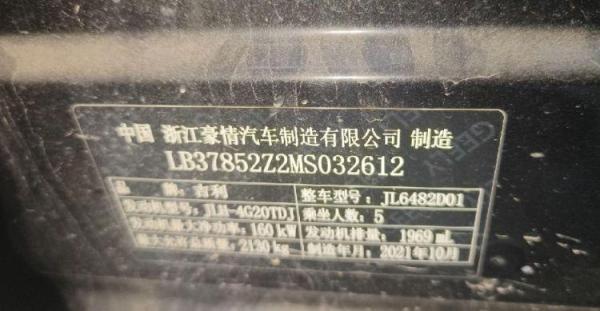 中国 浙江豪情汽车制造有限公司 制造
LB37852Z2MS032612
品牌：吉利 整车型号：JL6482D01
发动机型号：JLH-4G20TDJ 乘坐人数：5
发动机最大净功率：160 kW 发动机排量：1969 mL
最大允许总质量：2130 kg 制造年月：2021年10月